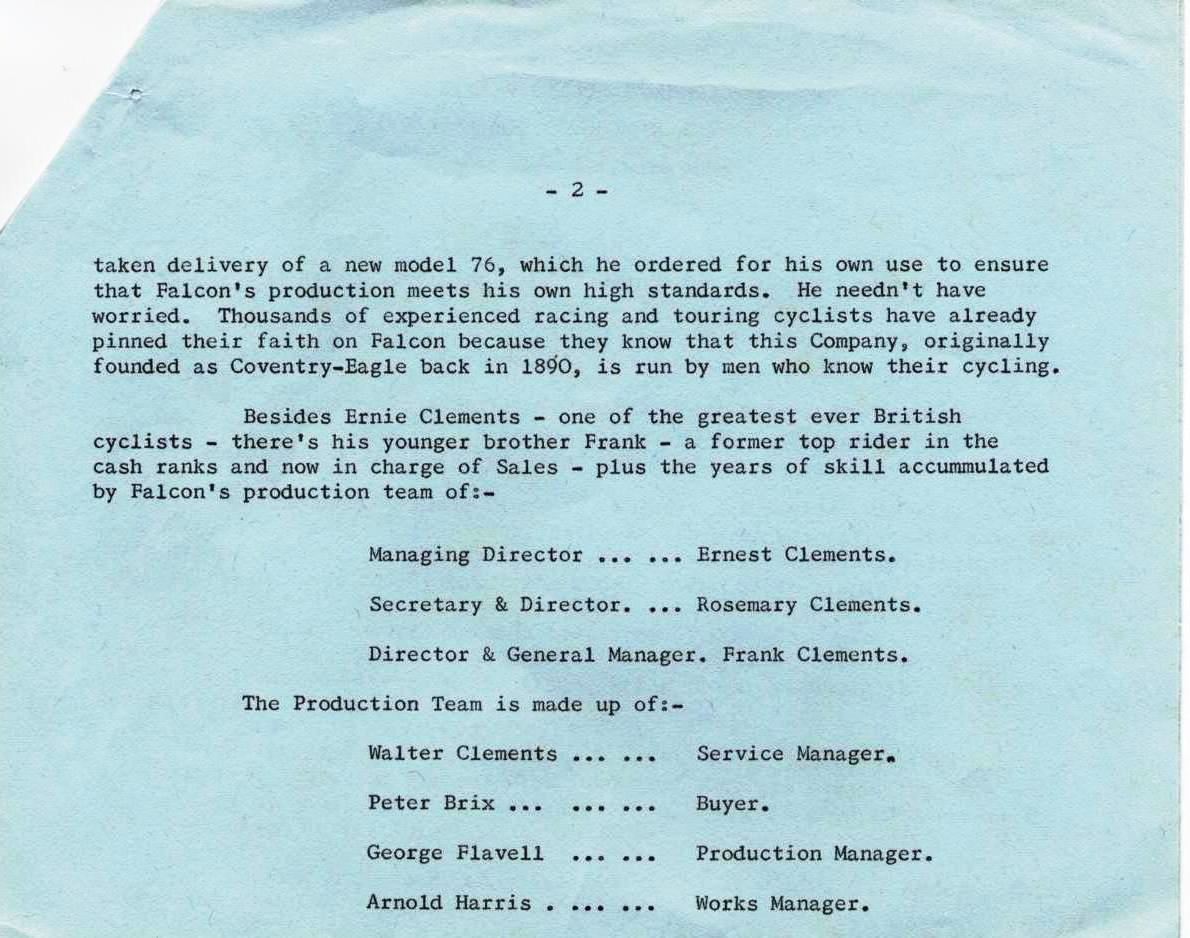 - 2 -
taken delivery of a new model 76, which he ordered for his own use to ensure
that Falcon's production meets his own high standards. He needn't have
worried. Thousands of experienced racing and touring cyclists have already
pinned their faith on Falcon because they know that this Company, originally
founded as Coventry-Eagle back in 1890, is run by men who know their cycling.
Besides Ernie Clements - one of the greatest ever British
cyclists - there's his younger brother Frank - a former top rider in the
cash ranks and now in charge of Sales - plus the years of skill accummulated
by Falcon's production team of:-
Managing Director ... ... Ernest Clements.
Secretary & Director. ... Rosemary Clements.
Director & General Manager. Frank Clements.
The Production Team is made up of:-
Walter Clements ... ... Service Manager.
Peter Brix ... ... ... Buyer.
George Flavell ... ... Production Manager.
Arnold Harris . ... ... Works Manager.